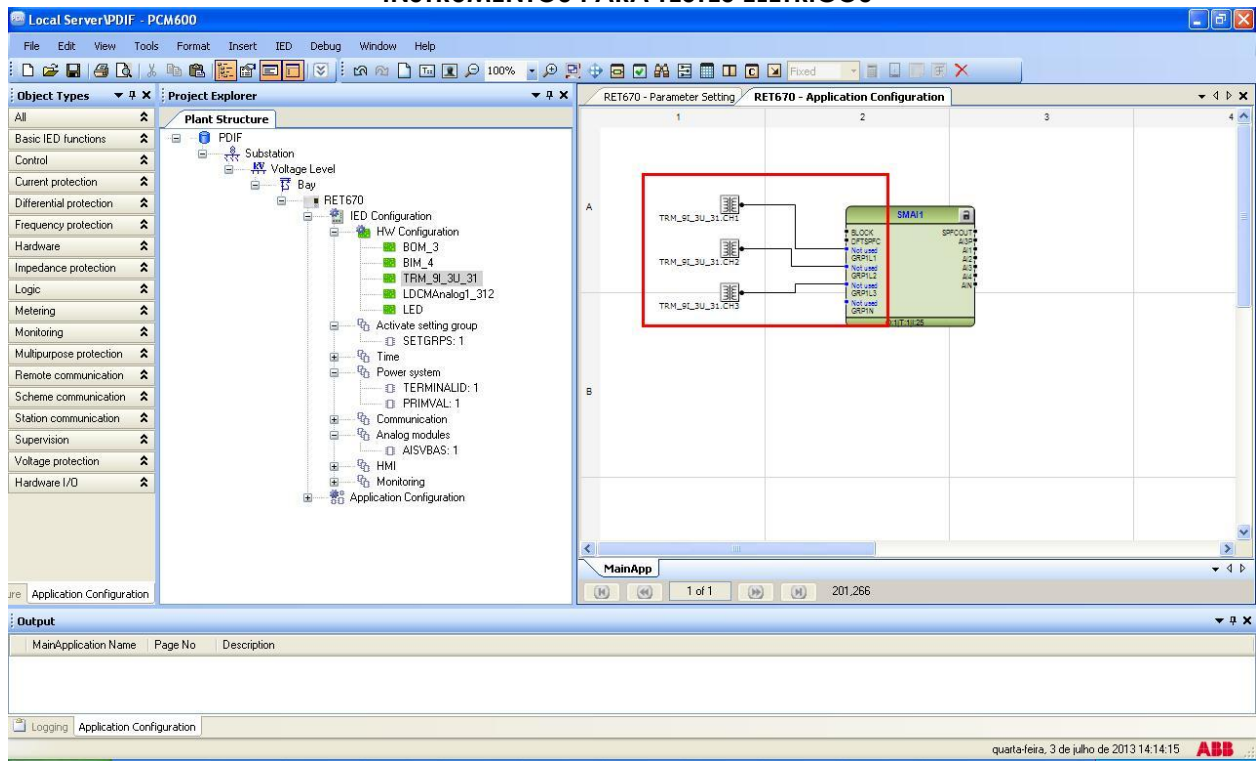 INSTRUMENTOS PARA TESTES ELÉTRICOS
Local Server\PDIF - PCM600
File Edit View Tools Format Insert IED Debug Window Help
100%
Fixed
Object Types
Project Explorer
RET670 - Parameter Setting
RET670 - Application Configuration
All
Basic IED functions
Control
Current protection
Differential protection
Frequency protection
Hardware
Impedance protection
Logic
Metering
Monitoring
Multipurpose protection
Remote communication
Scheme communication
Station communication
Supervision
Voltage protection
Hardware I/O
Plant Structure
PDIF
Substation
Voltage Level
Bay
RET670
IED Configuration
HW Configuration
BOM_3
BIM_4
TRM_9I_3U_31
LDCMAnalog1_312
LED
Activate setting group
SETGRPS: 1
Time
Power system
TERMINALID: 1
PRIMVAL: 1
Communication
Analog modules
AISVBAS: 1
HMI
Monitoring
Application Configuration
1 2 3 4
A
B
TRM_9I_3U_31.CH1
TRM_9I_3U_31.CH2
TRM_9I_3U_31.CH3
SMAI1
BLOCK
DFTSPFC
Not used
GRP1L1
Not used
GRP1L2
Not used
GRP1L3
Not used
GRP1N
SPFCOUT
AI3P
AI1
AI2
AI3
AI4
AIN
MainApp
1 of 1
201,266
ure
Application Configuration
Output
MainApplication Name Page No Description
Logging
Application Configuration
quarta-feira, 3 de julho de 2013 14:14:15
ABB